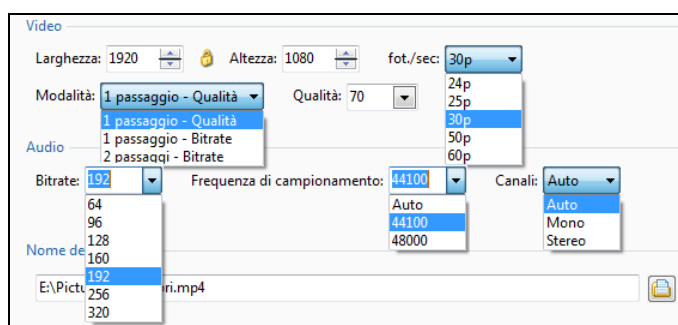 Video
Larghezza: 1920 Altezza: 1080 fot./sec: 30p
24p
25p
30p
50p
60p
Modalità: 1 passaggio - Qualità Qualità: 70
1 passaggio - Qualità
1 passaggio - Bitrate
2 passaggi - Bitrate
Audio
Bitrate: 192 Frequenza di campionamento: 44100 Canali: Auto
64
96
128
160
192
256
320
Auto
44100
48000
Auto
Mono
Stereo
Nome de
E:\Pictu ri.mp4